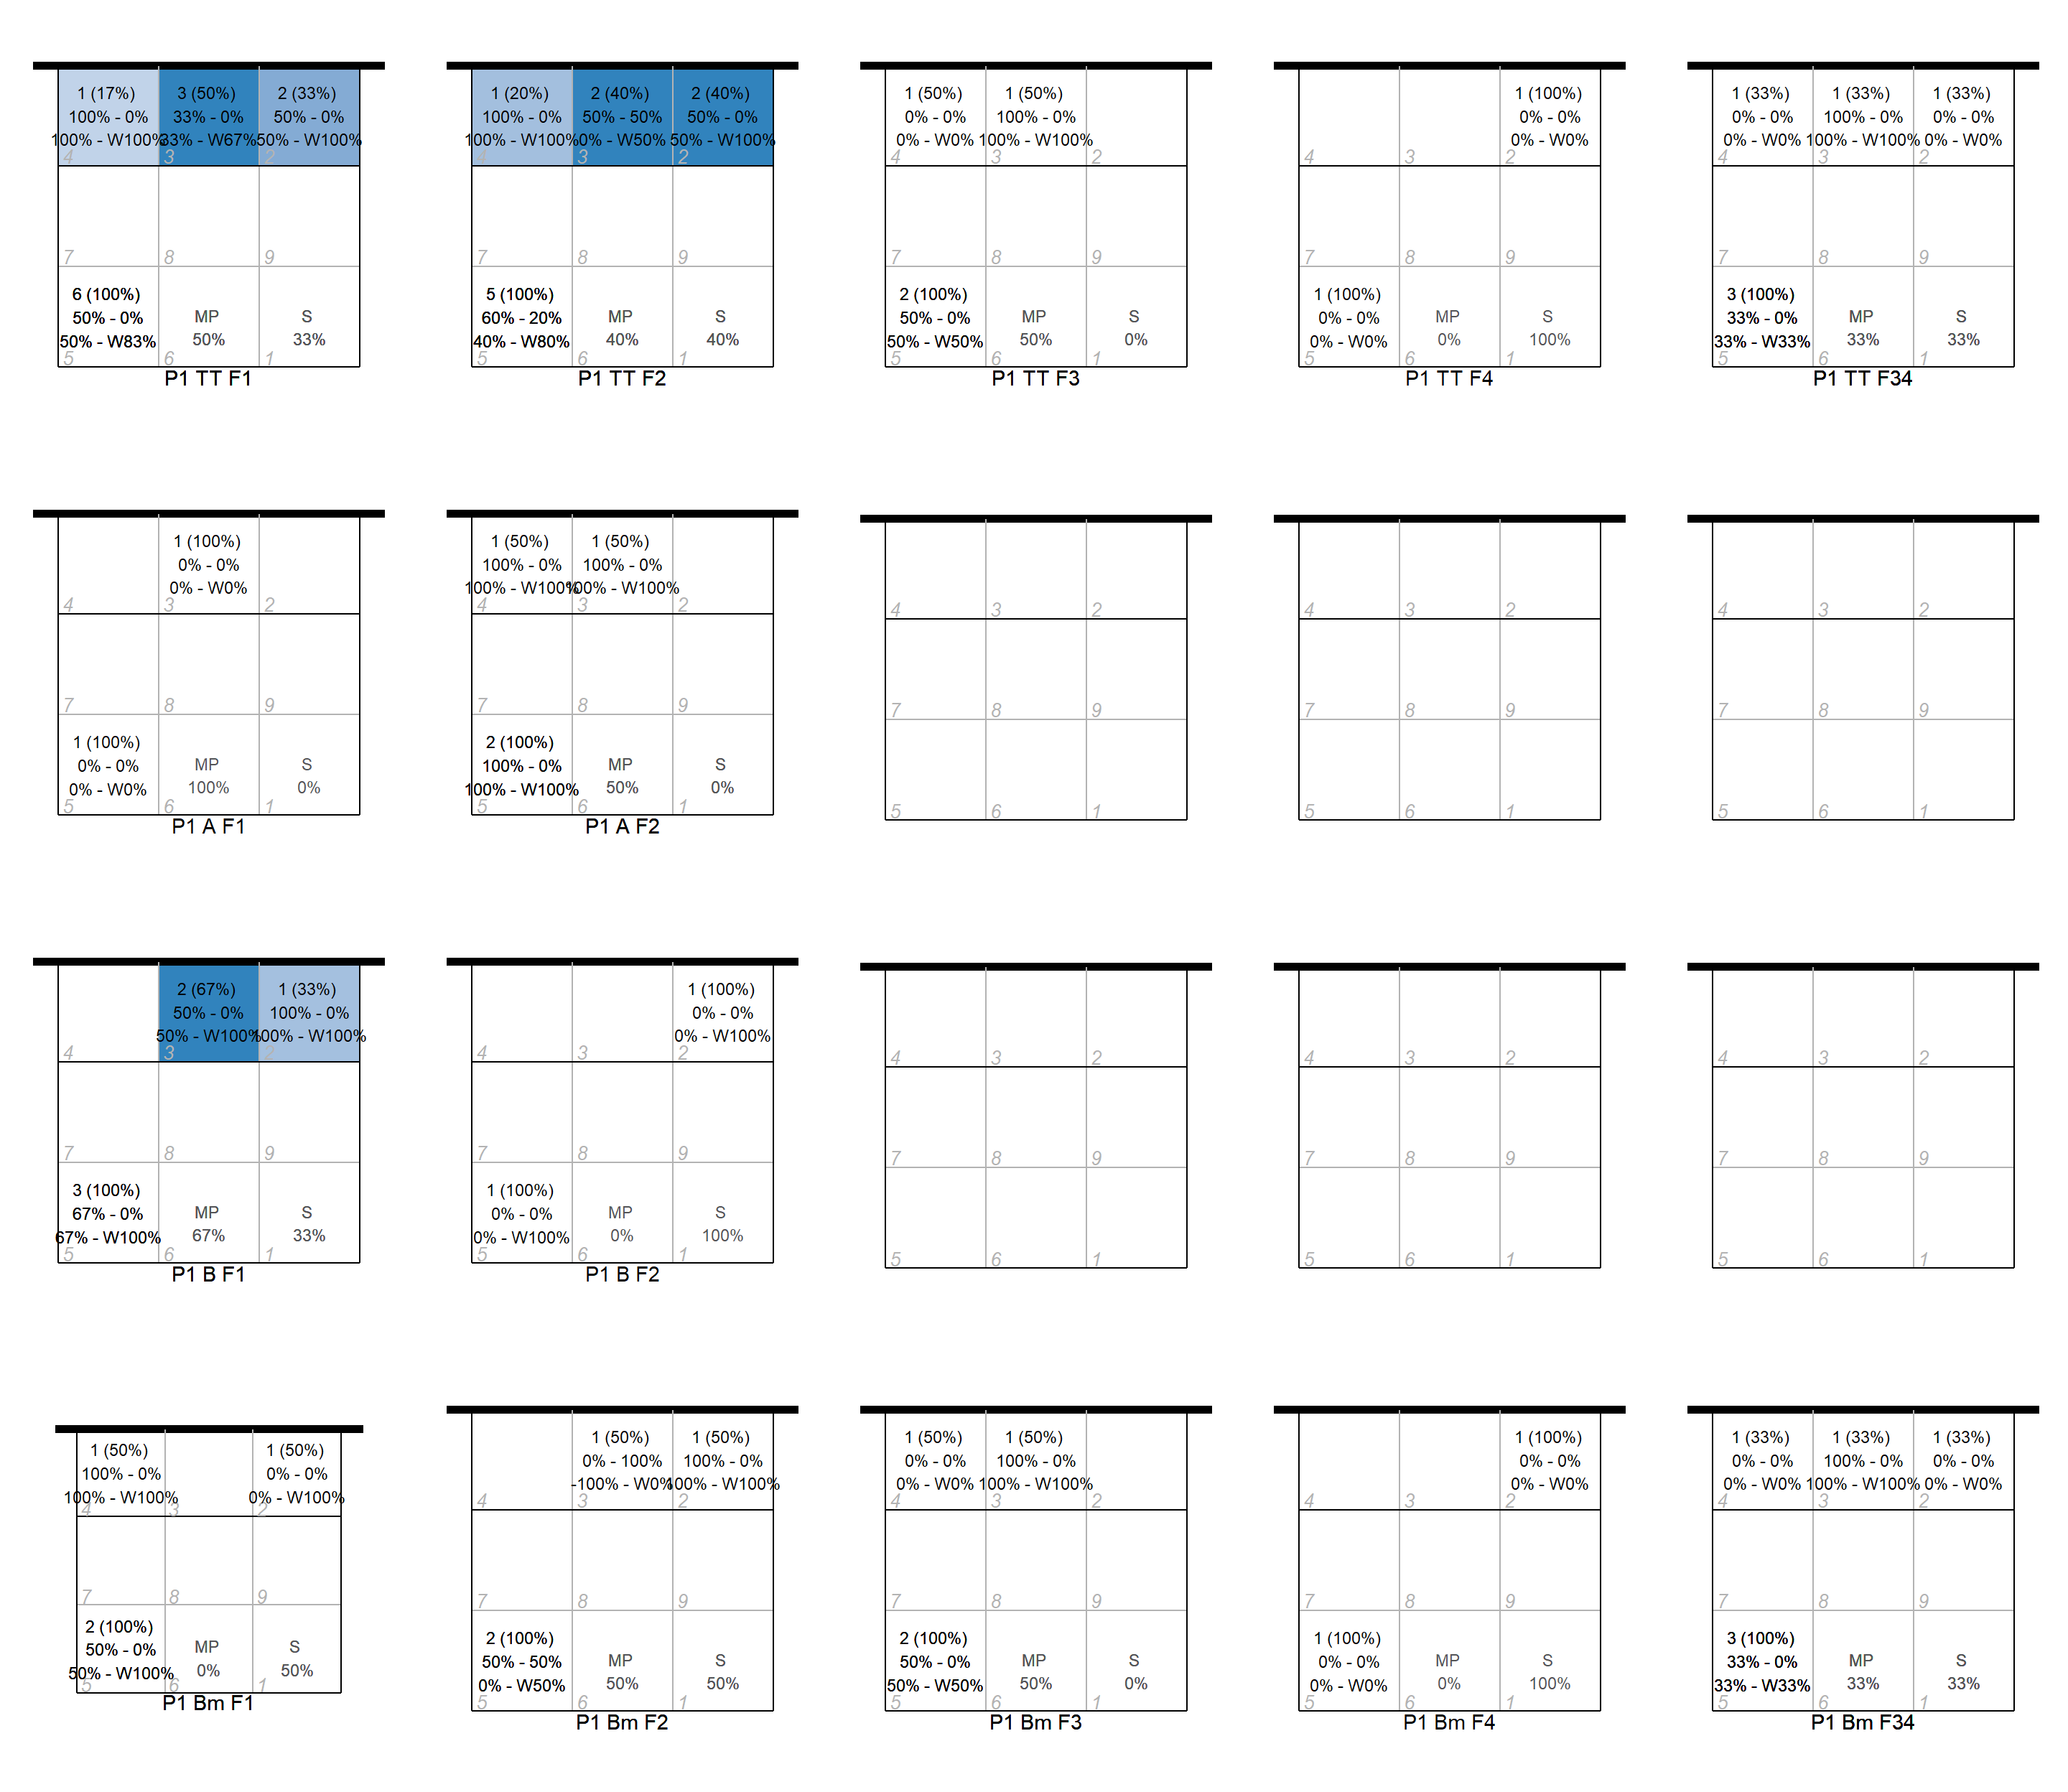 1 (17%) 3 (50%) 2 (33%)
100% - 0% 33% - 0% 50% - 0%
100% - W100% 33% - W67% 50% - W100%
4 3 2
7 8 9
6 (100%)
50% - 0% MP S
50% - W83% 50% 33%
5 6 1
P1 TT F1
1 (20%) 2 (40%) 2 (40%)
100% - 0% 50% - 50% 50% - 0%
100% - W100% 0% - W50% 50% - W100%
4 3 2
7 8 9
5 (100%)
60% - 20% MP S
40% - W80% 40% 40%
5 6 1
P1 TT F2
1 (50%) 1 (50%)
0% - 0% 100% - 0%
0% - W0% 100% - W100%
4 3 2
7 8 9
2 (100%)
50% - 0% MP S
50% - W50% 50% 0%
5 6 1
P1 TT F3
1 (100%)
0% - 0%
0% - W0%
4 3 2
7 8 9
1 (100%)
0% - 0% MP S
0% - W0% 0% 100%
5 6 1
P1 TT F4
1 (33%) 1 (33%) 1 (33%)
0% - 0% 100% - 0% 0% - 0%
0% - W0% 100% - W100% 0% - W0%
4 3 2
7 8 9
3 (100%)
33% - 0% MP S
33% - W33% 33% 33%
5 6 1
P1 TT F34
1 (100%)
0% - 0%
0% - W0%
4 3 2
7 8 9
1 (100%)
0% - 0% MP S
0% - W0% 100% 0%
5 6 1
P1 A F1
1 (50%) 1 (50%)
100% - 0% 100% - 0%
100% - W100% 100% - W100%
4 3 2
7 8 9
2 (100%)
100% - 0% MP S
100% - W100% 50% 0%
5 6 1
P1 A F2
4 3 2
7 8 9
5 6 1
4 3 2
7 8 9
5 6 1
4 3 2
7 8 9
5 6 1
2 (67%) 1 (33%)
50% - 0% 100% - 0%
50% - W100% 100% - W100%
4 3 2
7 8 9
3 (100%)
67% - 0% MP S
67% - W100% 67% 33%
5 6 1
P1 B F1
1 (100%)
0% - 0%
0% - W100%
4 3 2
7 8 9
1 (100%)
0% - 0% MP S
0% - W100% 0% 100%
5 6 1
P1 B F2
4 3 2
7 8 9
5 6 1
4 3 2
7 8 9
5 6 1
4 3 2
7 8 9
5 6 1
1 (50%) 1 (50%)
100% - 0% 0% - 0%
100% - W100% 0% - W100%
4 3 2
7 8 9
2 (100%)
50% - 0% MP S
50% - W100% 0% 50%
5 6 1
P1 Bm F1
1 (50%) 1 (50%)
0% - 100% 100% - 0%
-100% - W0% 100% - W100%
4 3 2
7 8 9
2 (100%)
50% - 50% MP S
0% - W50% 50% 50%
5 6 1
P1 Bm F2
1 (50%) 1 (50%)
0% - 0% 100% - 0%
0% - W0% 100% - W100%
4 3 2
7 8 9
2 (100%)
50% - 0% MP S
50% - W50% 50% 0%
5 6 1
P1 Bm F3
1 (100%)
0% - 0%
0% - W0%
4 3 2
7 8 9
1 (100%)
0% - 0% MP S
0% - W0% 0% 100%
5 6 1
P1 Bm F4
1 (33%) 1 (33%) 1 (33%)
0% - 0% 100% - 0% 0% - 0%
0% - W0% 100% - W100% 0% - W0%
4 3 2
7 8 9
3 (100%)
33% - 0% MP S
33% - W33% 33% 33%
5 6 1
P1 Bm F34